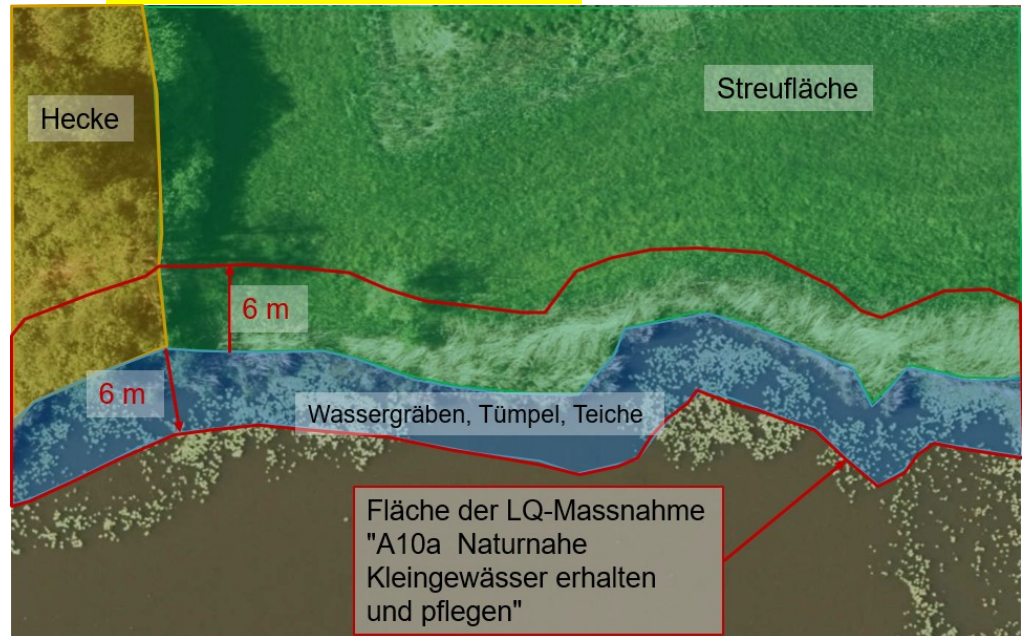 Hecke
Streufläche
6 m
6 m
Wassergräben, Tümpel, Teiche
Fläche der LQ-Massnahme
"A10a  Naturnahe
Kleingewässer erhalten
und pflegen"